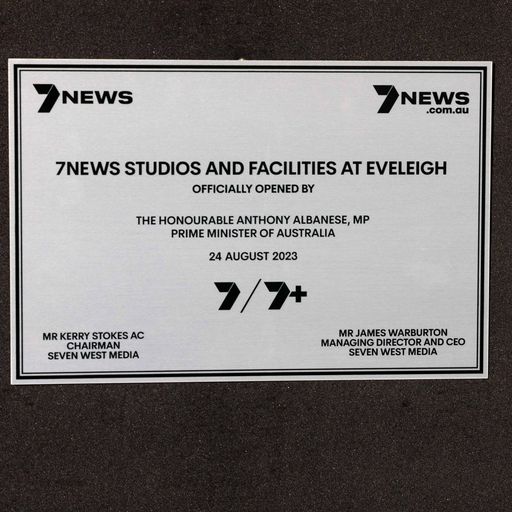 7NEWS
7NEWS
.com.au
7NEWS STUDIOS AND FACILITIES AT EVELEIGH
OFFICIALLY OPENED BY
THE HONOURABLE ANTHONY ALBANESE, MP
PRIME MINISTER OF AUSTRALIA
24 AUGUST 2023
7/7+
MR KERRY STOKES AC
CHAIRMAN
SEVEN WEST MEDIA
MR JAMES WARBURTON
MANAGING DIRECTOR AND CEO
SEVEN WEST MEDIA